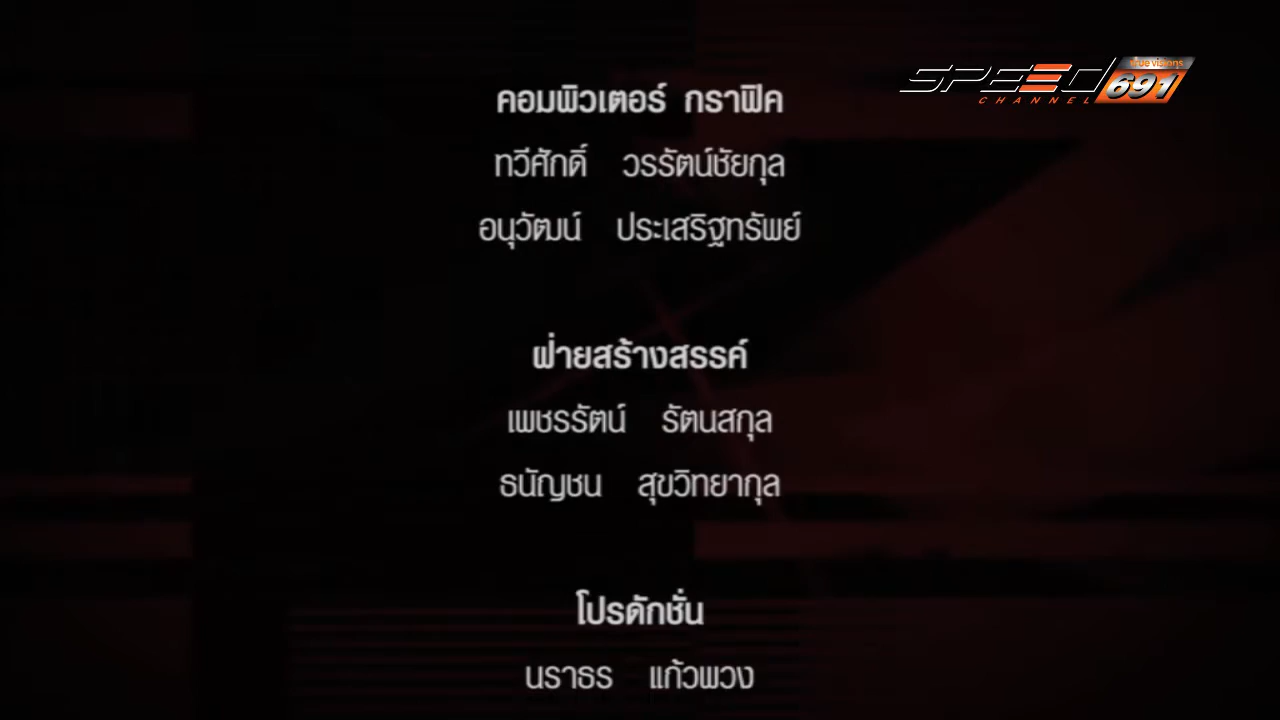 true visions
SPEED 691
CHANNEL
คอมพิวเตอร์ กราฟิค
ทวีศักดิ์ วรรัตน์ชัยกุล
อนุวัฒน์ ประเสริฐทรัพย์
ฝ่ายสร้างสรรค์
เพชรรัตน์ รัตนสกุล
ธนัญชน สุขวิทยากุล
โปรดักชั่น
นราธร แก้วพวง